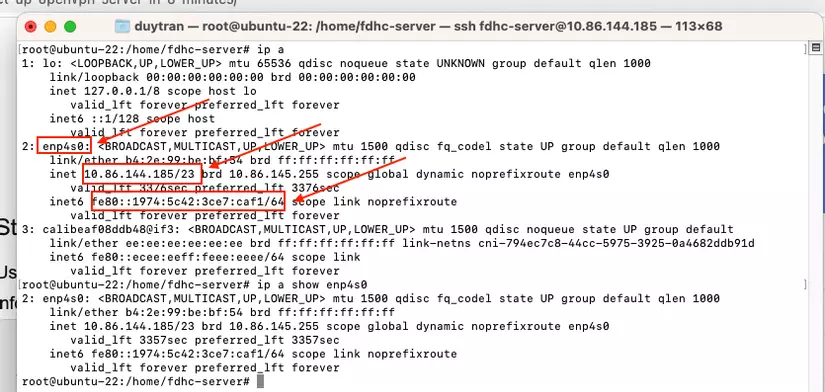 set up openvpn server in 8 minutes)
duytran — root@ubuntu-22: /home/fdhc-server — ssh fdhc-server@10.86.144.185 — 113×68
[root@ubuntu-22:/home/fdhc-server# ip a
1: lo: <LOOPBACK,UP,LOWER_UP> mtu 65536 qdisc noqueue state UNKNOWN group default qlen 1000
link/loopback 00:00:00:00:00:00 brd 00:00:00:00:00:00
inet 127.0.0.1/8 scope host lo
valid_lft forever preferred_lft forever
inet6 ::1/128 scope host
valid_lft forever preferred_lft forever
2: enp4s0: <BROADCAST,MULTICAST,UP,LOWER_UP> mtu 1500 qdisc fq_codel state UP group default qlen 1000
link/ether b4:2e:99:be:bf:54 brd ff:ff:ff:ff:ff:ff
inet 10.86.144.185/23 brd 10.86.145.255 scope global dynamic noprefixroute enp4s0
valid_lft 3376sec preferred_lft 3376sec
inet6 fe80::1974:5c42:3ce7:caf1/64 scope link noprefixroute
valid_lft forever preferred_lft forever
3: calibeaf08ddb48@if3: <BROADCAST,MULTICAST,UP,LOWER_UP> mtu 1500 qdisc noqueue state UP group default
link/ether ee:ee:ee:ee:ee:ee brd ff:ff:ff:ff:ff:ff link-netns cni-794ec7c8-44cc-5975-3925-0a4682ddb91d
inet6 fe80::ecee:eeff:feee:eeee/64 scope link
valid_lft forever preferred_lft forever
[root@ubuntu-22:/home/fdhc-server# ip a show enp4s0
2: enp4s0: <BROADCAST,MULTICAST,UP,LOWER_UP> mtu 1500 qdisc fq_codel state UP group default qlen 1000
link/ether b4:2e:99:be:bf:54 brd ff:ff:ff:ff:ff:ff
inet 10.86.144.185/23 brd 10.86.145.255 scope global dynamic noprefixroute enp4s0
valid_lft 3357sec preferred_lft 3357sec
inet6 fe80::1974:5c42:3ce7:caf1/64 scope link noprefixroute
valid_lft forever preferred_lft forever
root@ubuntu-22:/home/fdhc-server#
St
Us
nfe